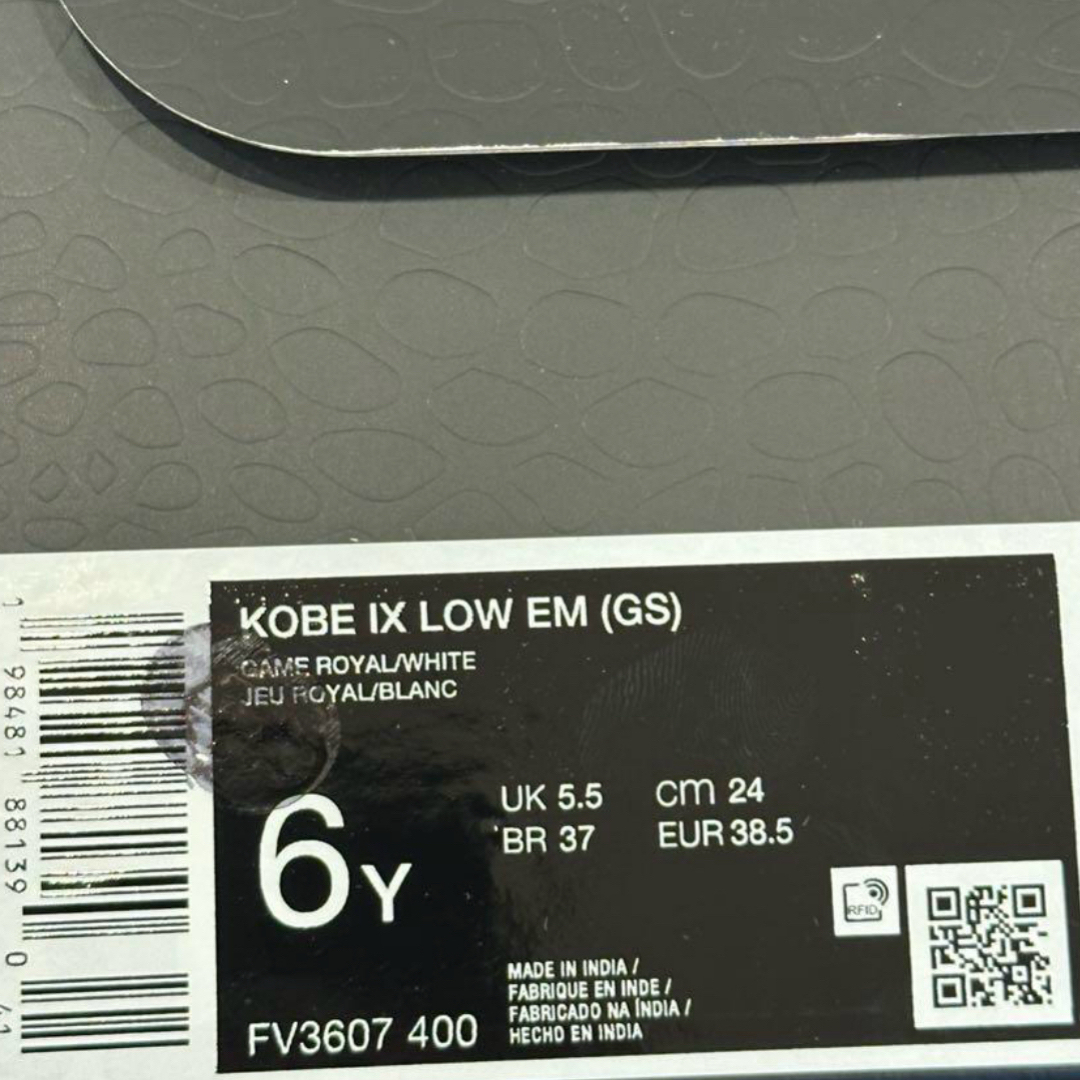 KOBE IX LOW EM (GS)
GAME ROYAL/WHITE
JEU ROYAL/BLANC
6Y
UK 5.5 cm 24
BR 37 EUR 38.5
RFID
MADE IN INDIA /
FABRIQUE EN INDE /
FABRICADO NA ÍNDIA /
HECHO EN INDIA
FV3607 400
1 98481 88139 0 41